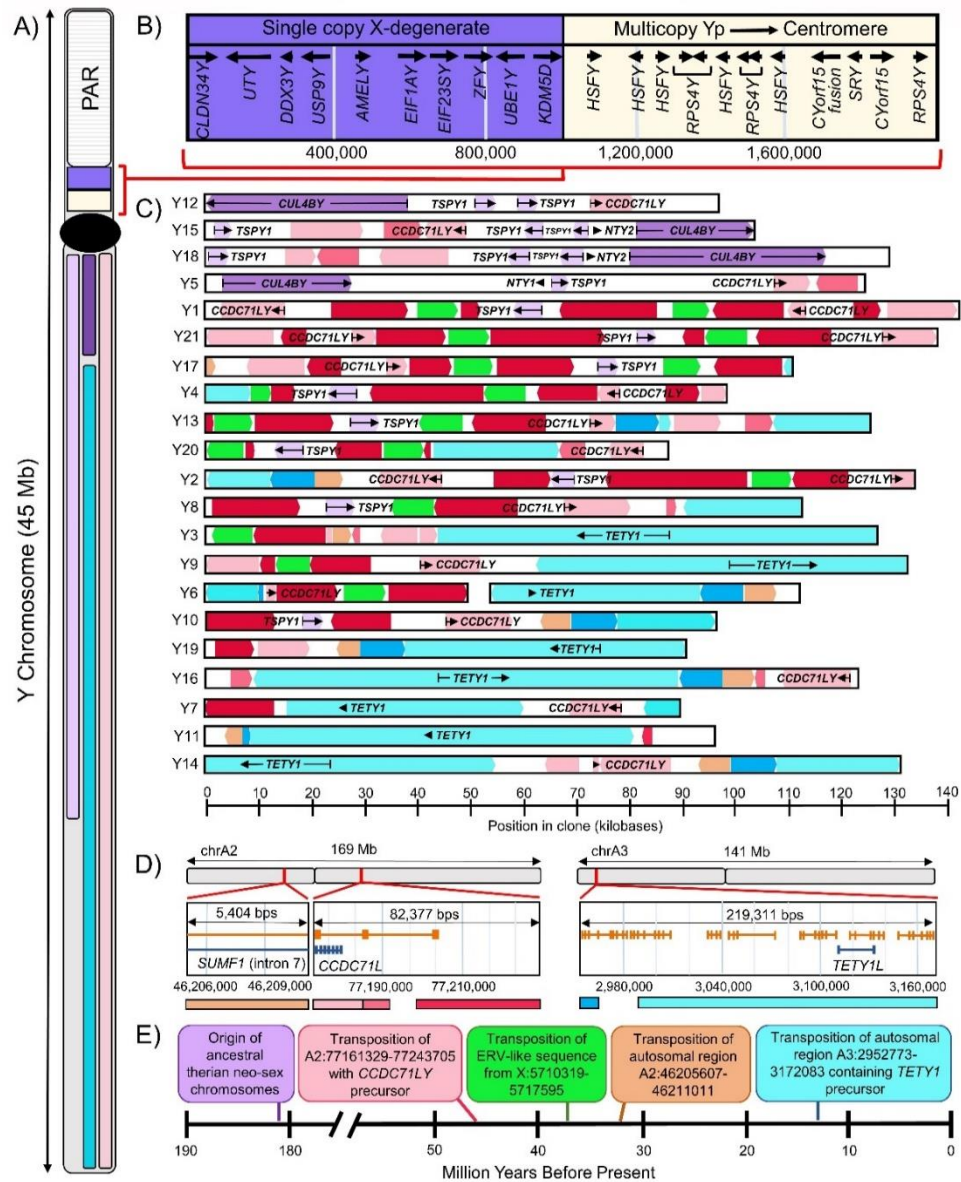 A)
PAR
Y Chromosome (45 Mb)
B)
Single copy X-degenerate
Multicopy Yp Centromere
CLDN34Y
UTY
DDX3Y
USP9Y
AMELY
EIF1AY
EIF23SY
ZFY
UBE1Y
KDM5D
HSFY
HSFY
HSFY
RPS4Y
HSFY
RPS4Y
HSFY
CYorf15
fusion
SRY
CYorf15
RPS4Y
400,000 800,000 1,200,000 1,600,000
C)
Y12 CUL4BY TSPY1 TSPY1 CCDC71LY
Y15 TSPY1 CCDC71LY TSPY1 TSPY1 NTY2 CUL4BY
Y18 TSPY1 TSPY1 TSPY1 NTY2 CUL4BY
Y5 CUL4BY NTY1 TSPY1 CCDC71LY
Y1 CCDC71LY TSPY1 CCDC71LY
Y21 CCDC71LY TSPY1 CCDC71LY
Y17 CCDC71LY TSPY1
Y4 TSPY1 CCDC71LY
Y13 TSPY1 CCDC71LY
Y20 TSPY1 CCDC71LY
Y2 CCDC71LY TSPY1 CCDC71LY
Y8 TSPY1 CCDC71LY
Y3 TETY1
Y9 CCDC71LY TETY1
Y6 CCDC71LY TETY1
Y10 TSPY1 CCDC71LY
Y19 TETY1
Y16 TETY1 CCDC71LY
Y7 TETY1 CCDC71LY
Y11 TETY1
Y14 TETY1 CCDC71LY
0 10 20 30 40 50 60 70 80 90 100 110 120 130 140
Position in clone (kilobases)
D)
chrA2 169 Mb
5,404 bps
82,377 bps
SUMF1 (intron 7)
CCDC71L
46,206,000 46,209,000
77,190,000 77,210,000
chrA3 141 Mb
219,311 bps
TETY1L
2,980,000 3,040,000 3,100,000 3,160,000
E)
Origin of
ancestral
therian neo-sex
chromosomes
Transposition of
A2:77161329-77243705
with CCDC71LY
precursor
Transposition of
ERV-like sequence
from X:5710319-
5717595
Transposition of
autosomal region
A2:46205607-
46211011
Transposition of autosomal
region A3:2952773-
3172083 containing TETY1
precursor
190 180 50 40 30 20 10 0
Million Years Before Present